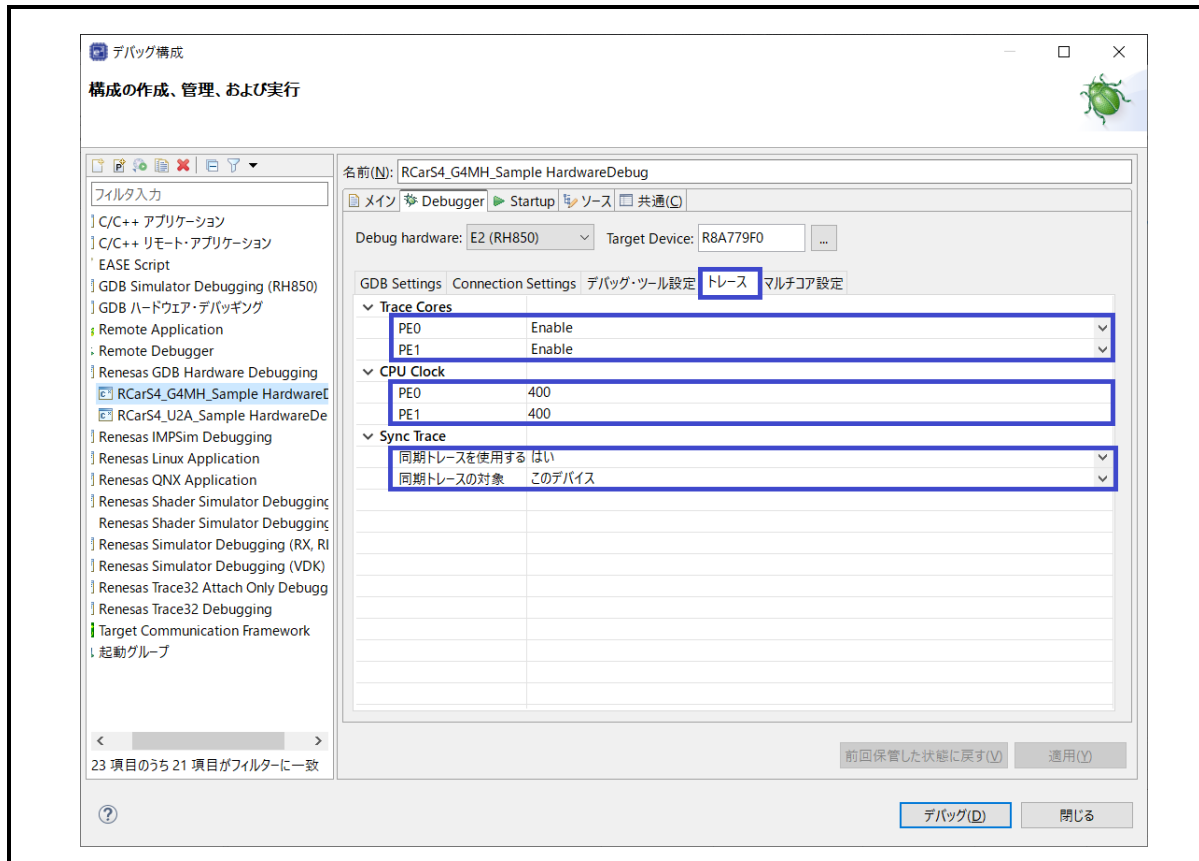 デバッグ構成
構成の作成、管理、および実行
フィルタ入力
C/C++ アプリケーション
C/C++ リモート・アプリケーション
EASE Script
GDB Simulator Debugging (RH850)
GDB ハードウェア・デバッギング
Remote Application
Remote Debugger
Renesas GDB Hardware Debugging
RCarS4_G4MH_Sample Hardware
RCarS4_U2A_Sample HardwareDe
Renesas IMPSim Debugging
Renesas Linux Application
Renesas QNX Application
Renesas Shader Simulator Debugging
Renesas Shader Simulator Debugging
Renesas Simulator Debugging (RX, RI
Renesas Simulator Debugging (VDK)
Renesas Trace32 Attach Only Debugg
Renesas Trace32 Debugging
Target Communication Framework
起動グループ
23 項目のうち 21 項目がフィルターに一致
名前(N): RCarS4_G4MH_Sample HardwareDebug
メイン Debugger Startup ソース 共通(C)
Debug hardware: E2 (RH850) Target Device: R8A779F0 ...
GDB Settings Connection Settings デバッグ・ツール設定 トレース マルチコア設定
Trace Cores
PE0 Enable
PE1 Enable
CPU Clock
PE0 400
PE1 400
Sync Trace
同期トレースを使用する はい
同期トレースの対象 このデバイス
前回保管した状態に戻す(V) 適用(Y)
デバッグ(D) 閉じる